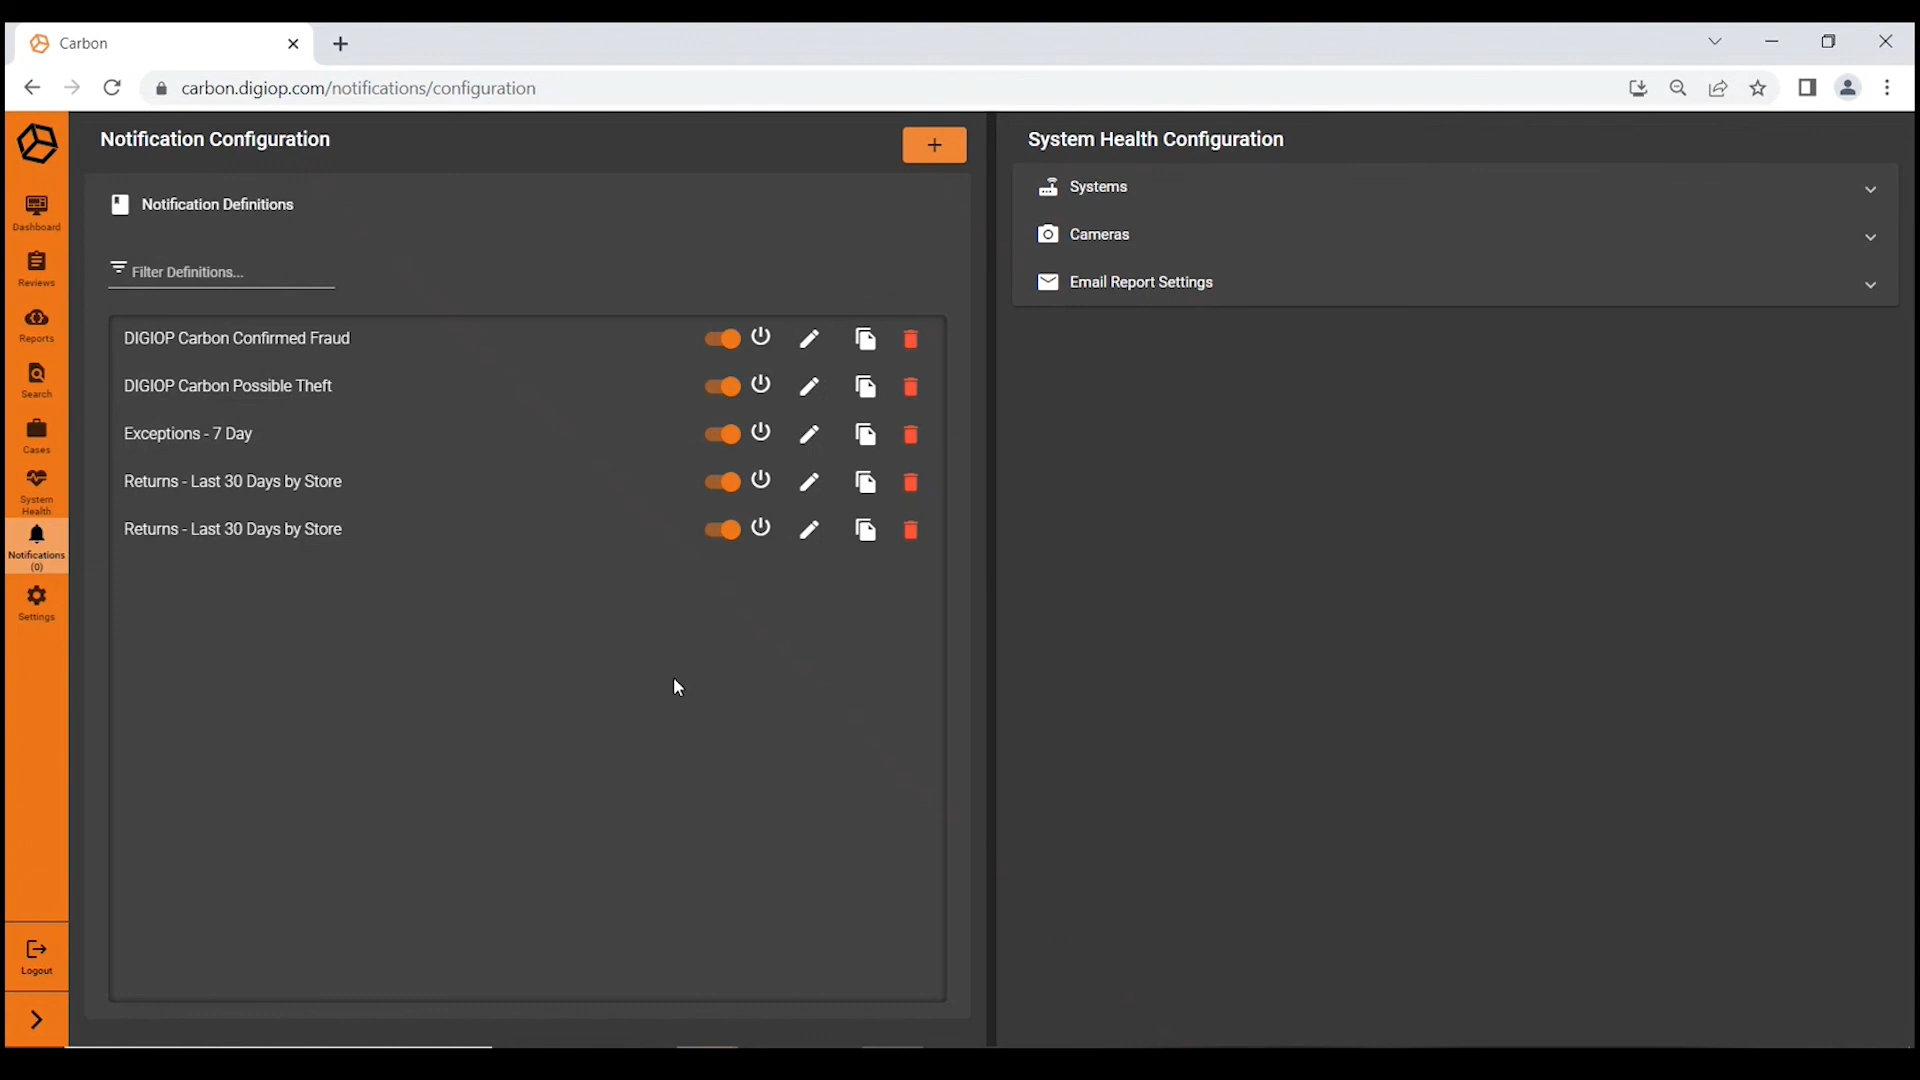 Carbon
carbon.digiop.com/notifications/configuration
Notification Configuration
+
System Health Configuration
Dashboard
Reviews
Reports
Search
Cases
System
Health
Notifications
(0)
Settings
Logout
Notification Definitions
Filter Definitions...
DIGIOP Carbon Confirmed Fraud
DIGIOP Carbon Possible Theft
Exceptions - 7 Day
Returns - Last 30 Days by Store
Returns - Last 30 Days by Store
Systems
Cameras
Email Report Settings